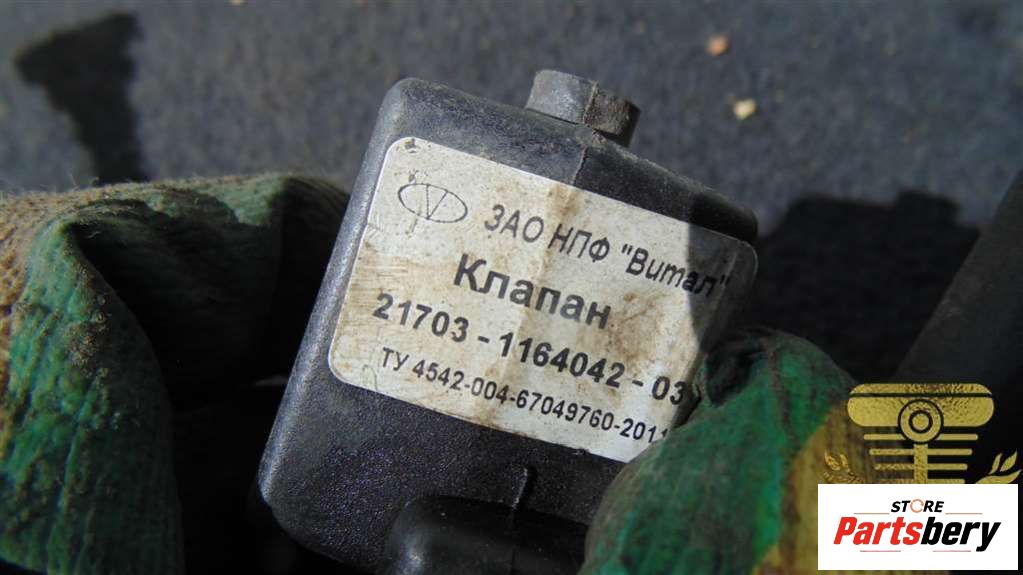 ЗАО НПФ "Витал"
Клапан
21703-1164042-03
ТУ 4542-004-67049760-2011
STORE
Partsbery